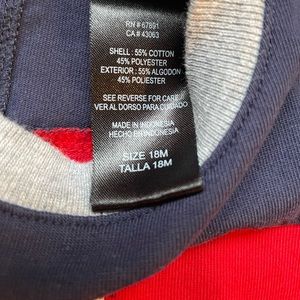 RN # 67891
CA # 43063
SHELL : 55% COTTON
45% POLYESTER
EXTERIOR : 55% ALGODON
45% POLIESTER
SEE REVERSE FOR CARE /
VER AL DORSO PARA CUIDADO
MADE IN INDONESIA
HECHO EN INDONESIA
SIZE 18M
TALLA 18M